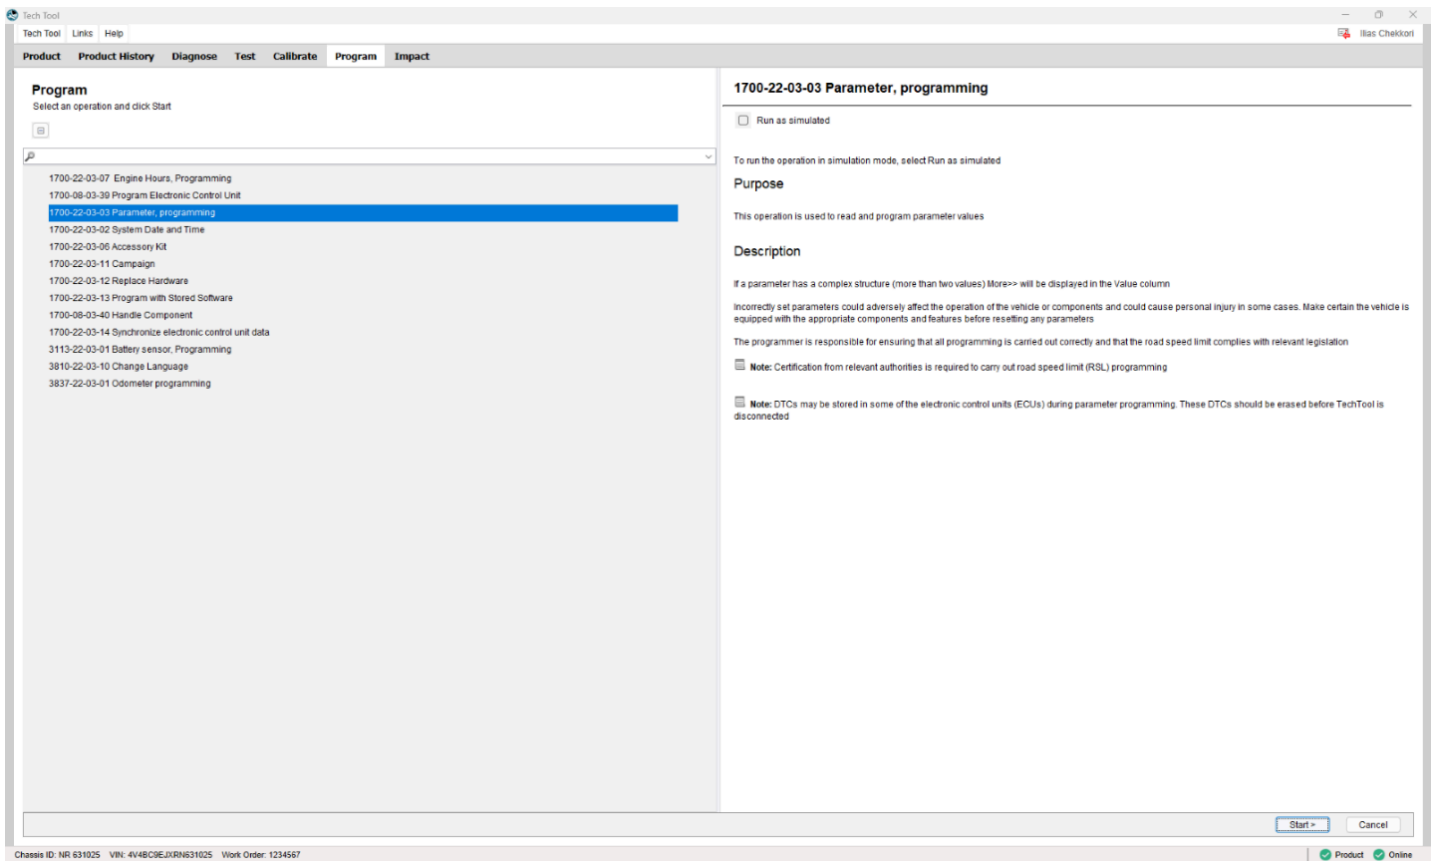 Tech Tool
Tech Tool Links Help
Ilias Chekkori
Product Product History Diagnose Test Calibrate Program Impact
Program
Select an operation and click Start
1700-22-03-07 Engine Hours, Programming
1700-08-03-39 Program Electronic Control Unit
1700-22-03-03 Parameter, programming
1700-22-03-02 System Date and Time
1700-22-03-06 Accessory Kit
1700-22-03-11 Campaign
1700-22-03-12 Replace Hardware
1700-22-03-13 Program with Stored Software
1700-08-03-40 Handle Component
1700-22-03-14 Synchronize electronic control unit data
3113-22-03-01 Battery sensor, Programming
3810-22-03-10 Change Language
3837-22-03-01 Odometer programming
1700-22-03-03 Parameter, programming
Run as simulated
To run the operation in simulation mode, select Run as simulated
Purpose
This operation is used to read and program parameter values
Description
If a parameter has a complex structure (more than two values) More>> will be displayed in the Value column
Incorrectly set parameters could adversely affect the operation of the vehicle or components and could cause personal injury in some cases. Make certain the vehicle is
equipped with the appropriate components and features before resetting any parameters
The programmer is responsible for ensuring that all programming is carried out correctly and that the road speed limit complies with relevant legislation
Note: Certification from relevant authorities is required to carry out road speed limit (RSL) programming
Note: DTCs may be stored in some of the electronic control units (ECUs) during parameter programming. These DTCs should be erased before TechTool is
disconnected
Start > Cancel
Chassis ID: NR 631025 VIN: 4V4BC9EJXRN631025 Work Order: 1234567
Product Online